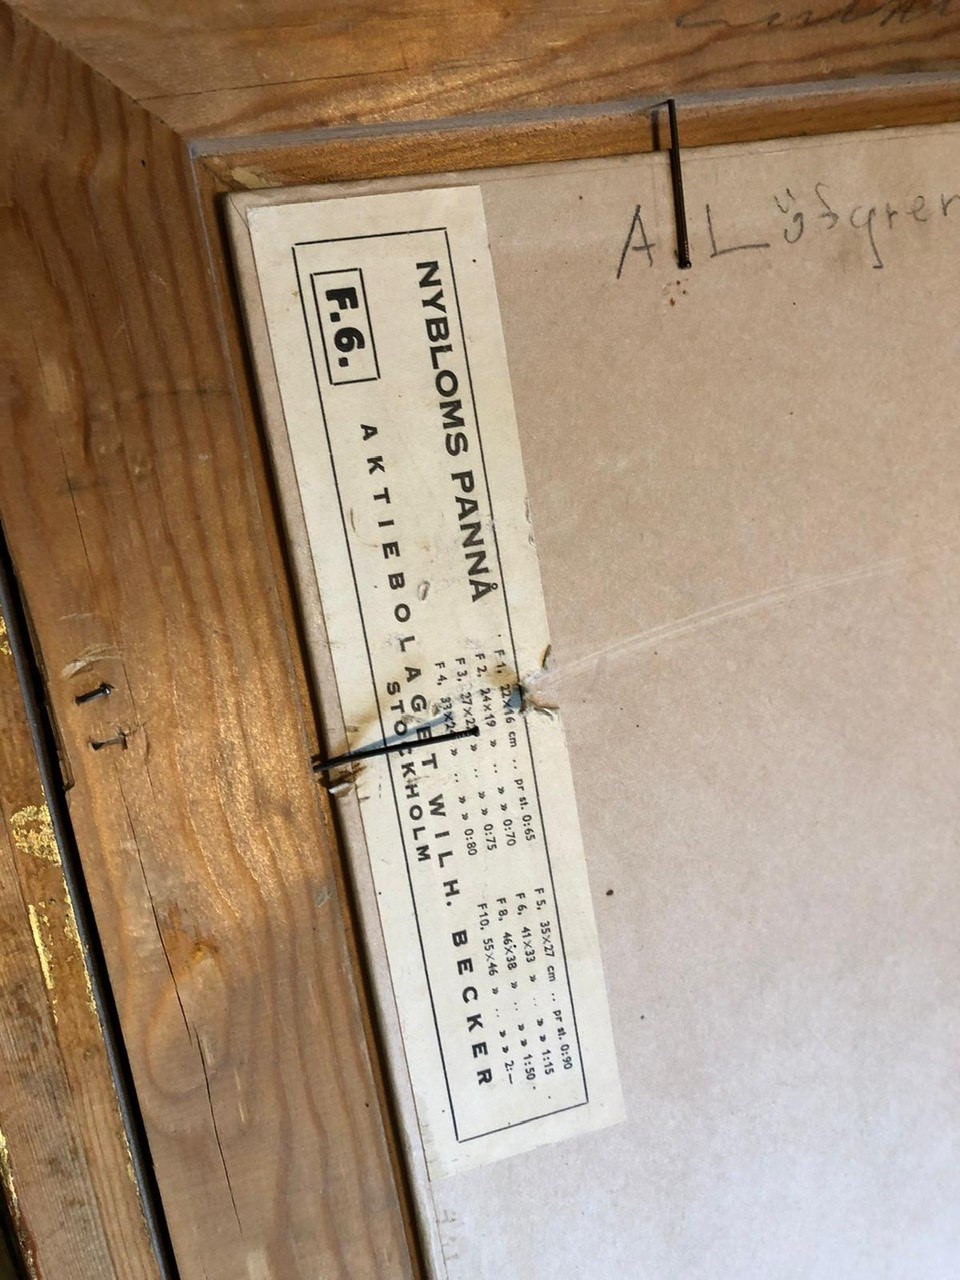 A. Löfgren
F.6.
NYBLOMS PANNÅ
F 1, 22×16 cm .. pr st. 0:65
F 2, 24×19 » .. » » 0:70
F 3, 27×22 » .. » » 0:75
F 4, 33×24 » .. » » 0:80
F 5, 35×27 cm .. pr st. 0:90
F 6, 41×33 » .. » » 1:15
F 8, 46×38 » .. » » 1:50
F10, 55×46 » .. » » 2:—
AKTIEBOLAGET WILH. BECKER
STOCKHOLM